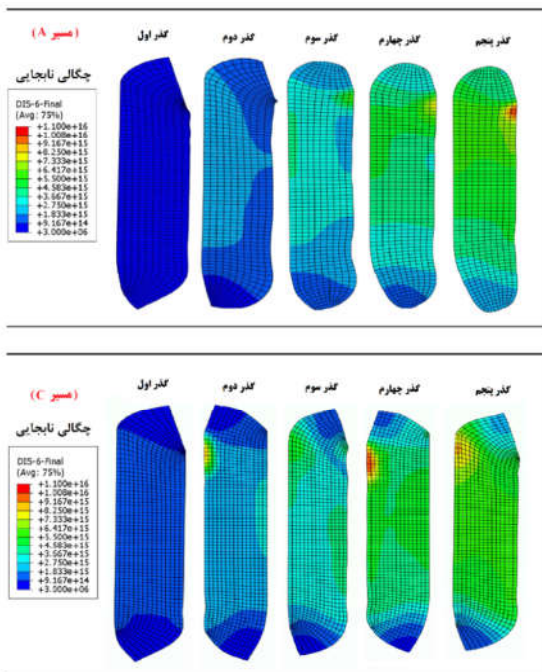 (مسیر A)
گذر اول
گذر دوم
گذر سوم
گذر چهارم
گذر پنجم
چگالی نابجایی
DIS-6-Final
(Avg: 75%)
+1.100e+16
+1.008e+16
+9.167e+15
+8.250e+15
+7.333e+15
+6.417e+15
+5.500e+15
+4.583e+15
+3.667e+15
+2.750e+15
+1.833e+15
+9.167e+14
+3.000e+06
(مسیر C)
گذر اول
گذر دوم
گذر سوم
گذر چهارم
گذر پنجم
چگالی نابجایی
DIS-6-Final
(Avg: 75%)
+1.100e+16
+1.008e+16
+9.167e+15
+8.250e+15
+7.333e+15
+6.417e+15
+5.500e+15
+4.583e+15
+3.667e+15
+2.750e+15
+1.833e+15
+9.167e+14
+3.000e+06